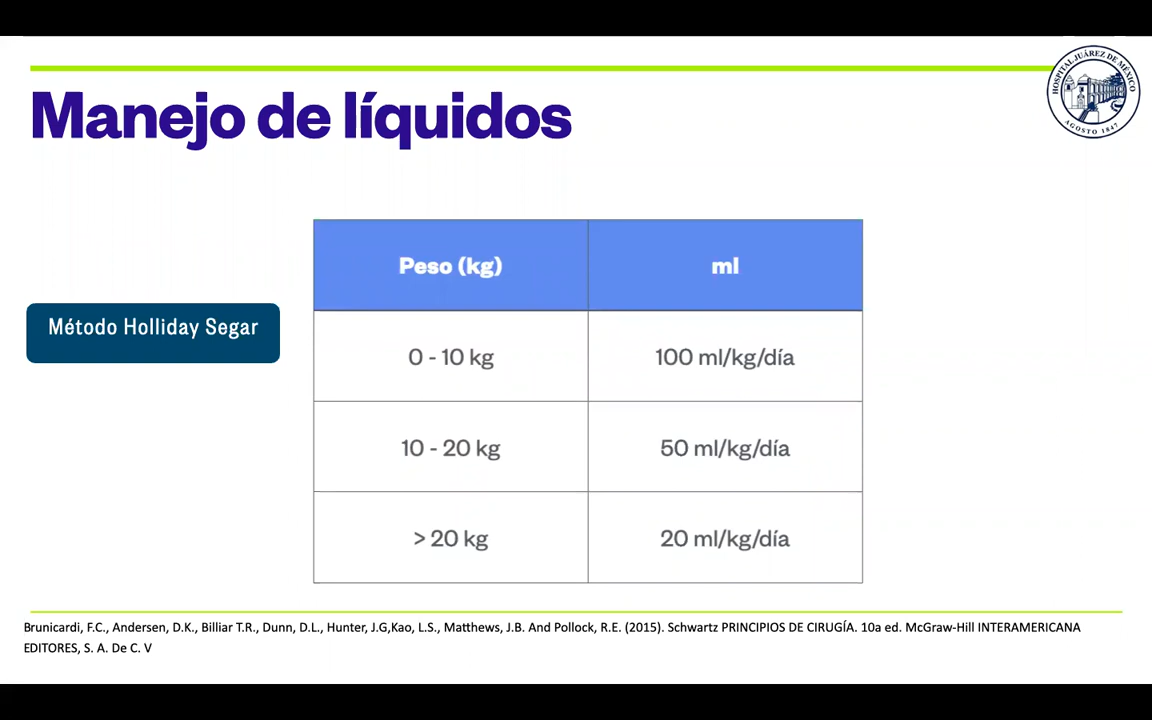 HOSPITAL JUÁREZ DE MÉXICO
AGOSTO 1847
Manejo de líquidos
Método Holliday Segar
Peso (kg) ml
0 - 10 kg 100 ml/kg/día
10 - 20 kg 50 ml/kg/día
> 20 kg 20 ml/kg/día
Brunicardi, F.C., Andersen, D.K., Billiar T.R., Dunn, D.L., Hunter, J.G,Kao, L.S., Matthews, J.B. And Pollock, R.E. (2015). Schwartz PRINCIPIOS DE CIRUGÍA. 10a ed. McGraw-Hill INTERAMERICANA
EDITORES, S. A. De C. V